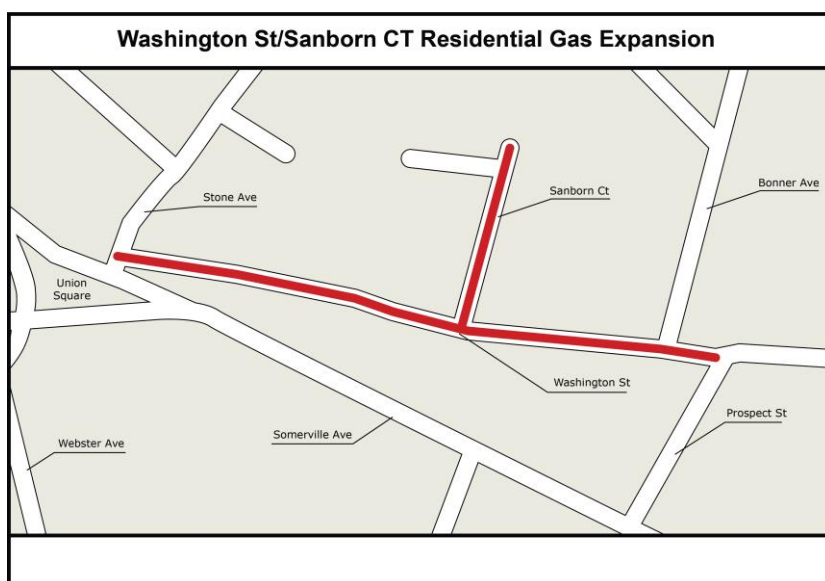 Washington St/Sanborn CT Residential Gas Expansion
Stone Ave
Sanborn Ct
Bonner Ave
Union
Square
Washington St
Prospect St
Somerville Ave
Webster Ave